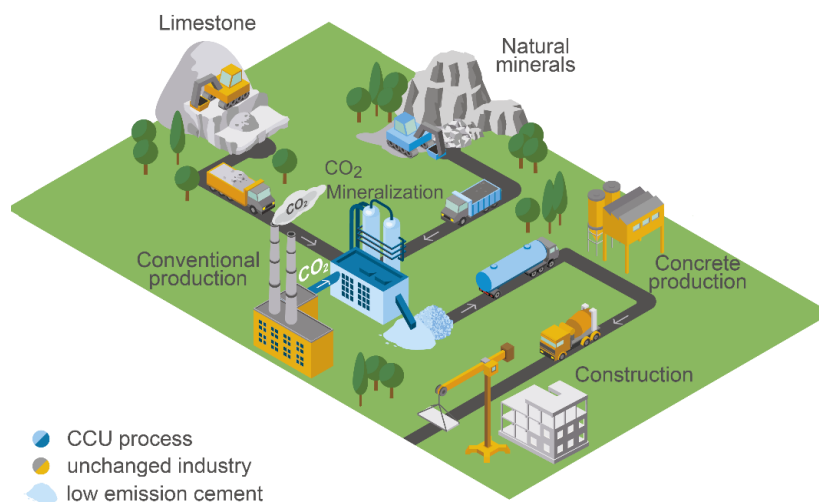 Limestone
Natural
minerals
CO₂
Mineralization
CO₂
Conventional
production
CO₂
Concrete
production
Construction
CCU process
unchanged industry
low emission cement